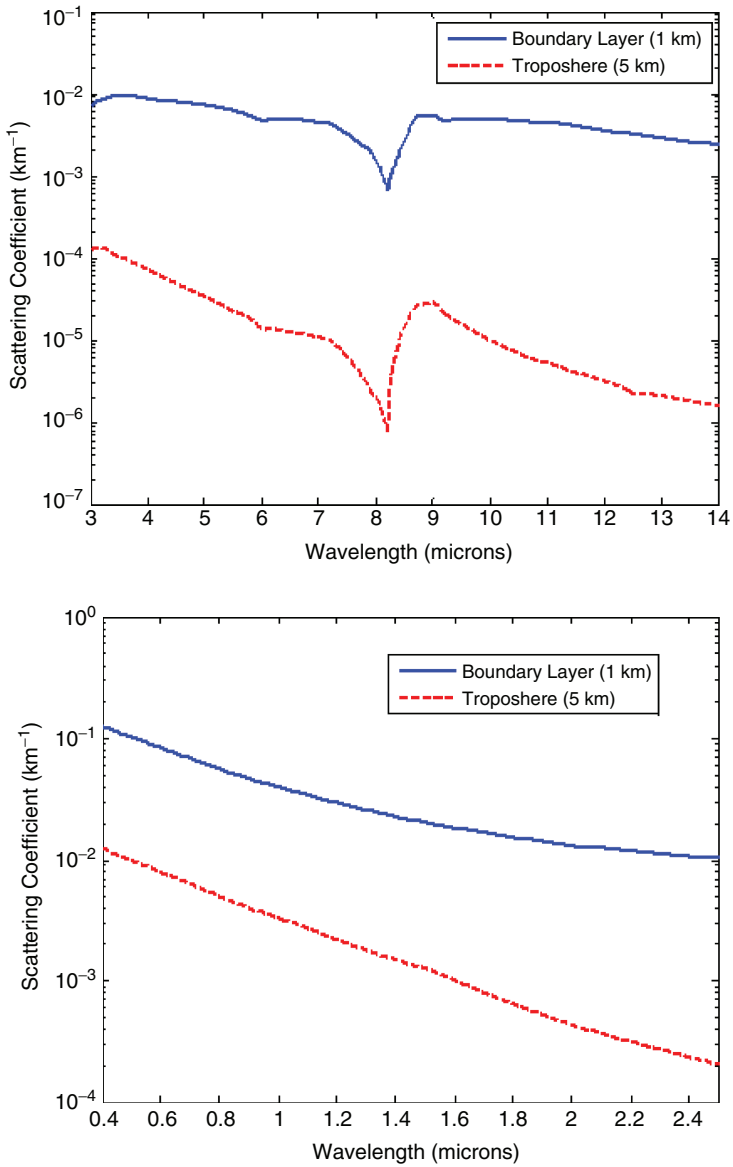 10⁻¹
10⁻²
10⁻³
10⁻⁴
10⁻⁵
10⁻⁶
10⁻⁷
Scattering Coefficient (km⁻¹)
Boundary Layer (1 km)
Troposhere (5 km)
3 4 5 6 7 8 9 10 11 12 13 14
Wavelength (microns)
10⁰
10⁻¹
10⁻²
10⁻³
10⁻⁴
Scattering Coefficient (km⁻¹)
Boundary Layer (1 km)
Troposhere (5 km)
0.4 0.6 0.8 1 1.2 1.4 1.6 1.8 2 2.2 2.4
Wavelength (microns)